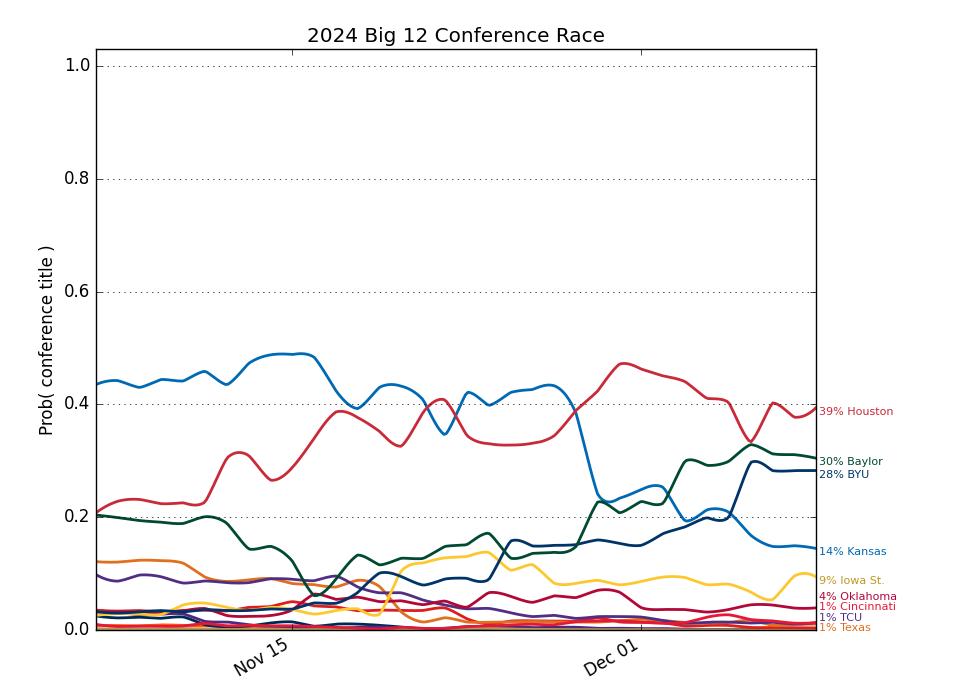 2024 Big 12 Conference Race
Prob( conference title )
1.0
0.8
0.6
0.4
0.2
0.0
Nov 15
Dec 01
39% Houston
30% Baylor
28% BYU
14% Kansas
9% Iowa St.
4% Oklahoma
1% Cincinnati
1% TCU
1% Texas